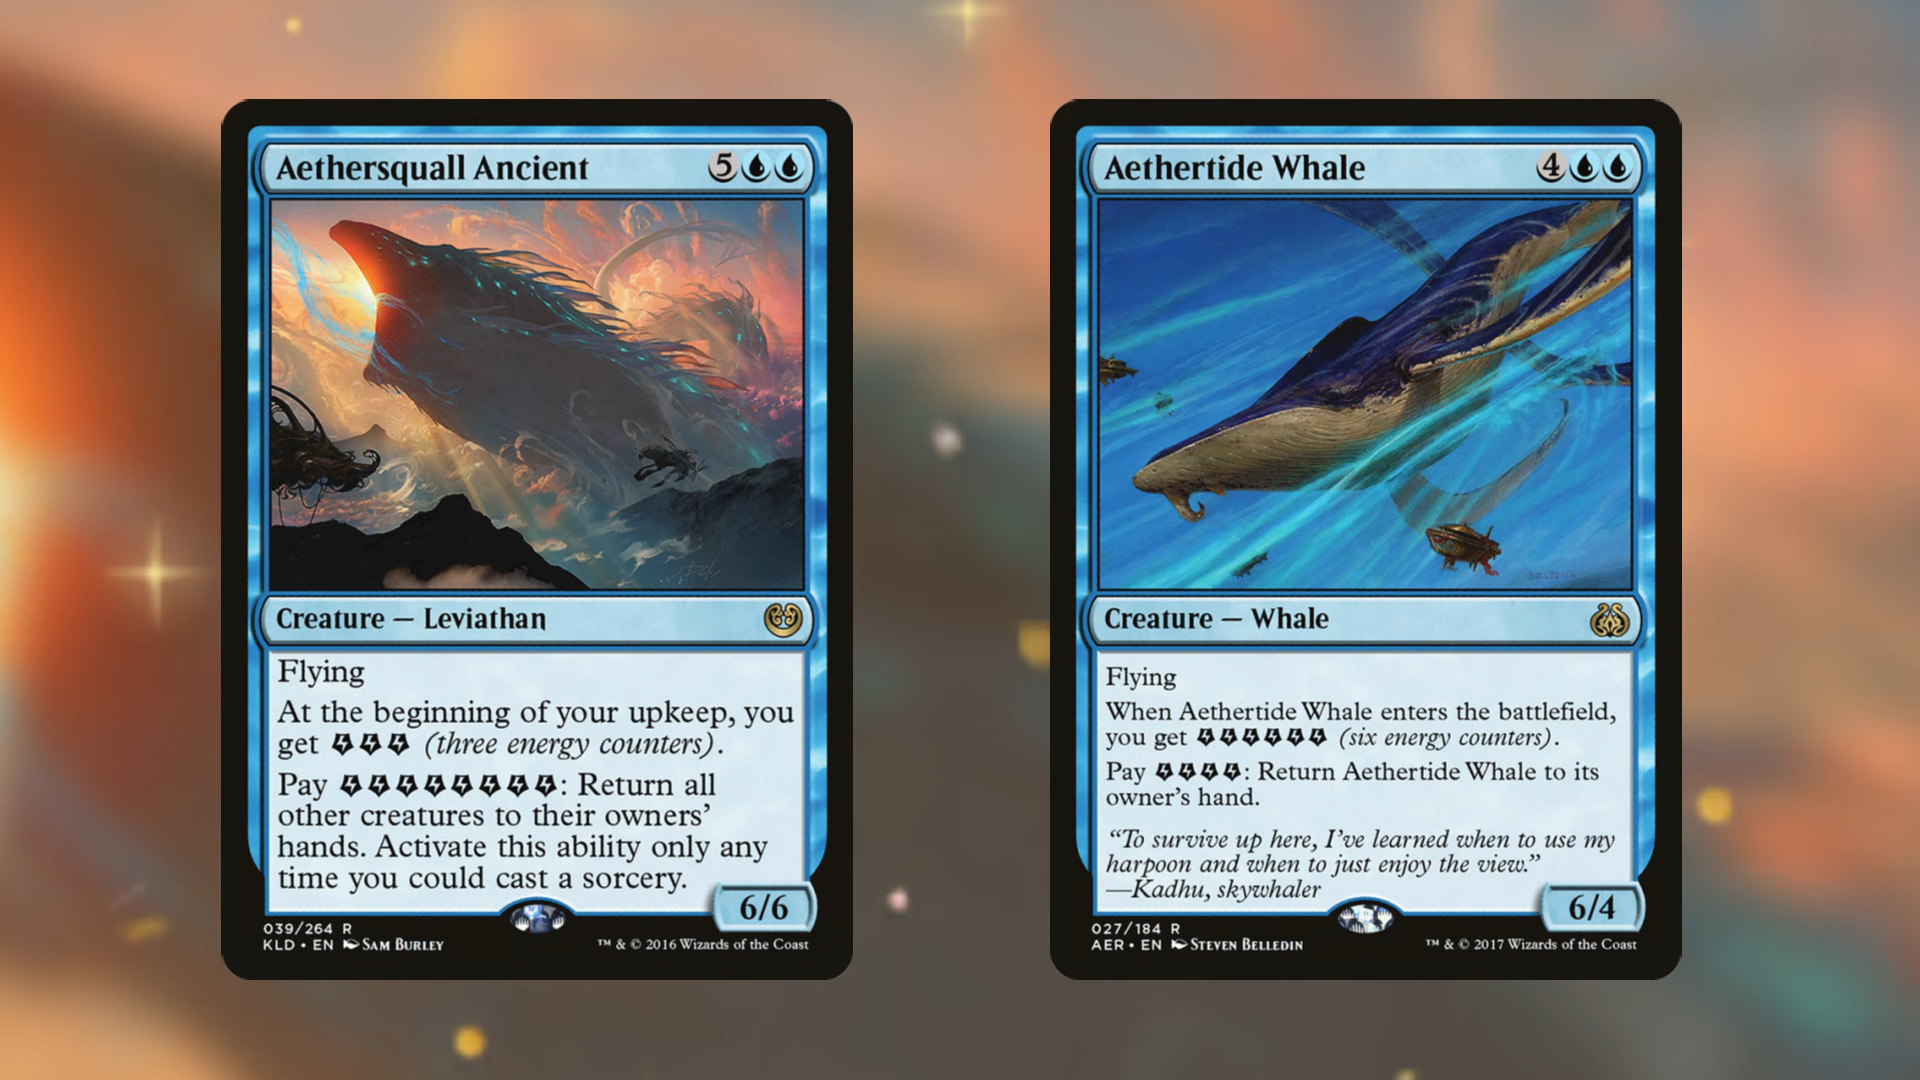 Aethersquall Ancient 5
Creature — Leviathan
Flying
At the beginning of your upkeep, you
get (three energy counters).
Pay : Return all
other creatures to their owners’
hands. Activate this ability only any
time you could cast a sorcery.
6/6
039/264 R
KLD • EN Sam Burley
™ & © 2016 Wizards of the Coast
Aethertide Whale 4
Creature — Whale
Flying
When Aethertide Whale enters the battlefield,
you get (six energy counters).
Pay : Return Aethertide Whale to its
owner’s hand.
“To survive up here, I’ve learned when to use my
harpoon and when to just enjoy the view.”
—Kadhu, skywhaler
6/4
027/184 R
AER • EN Steven Belledin
™ & © 2017 Wizards of the Coast